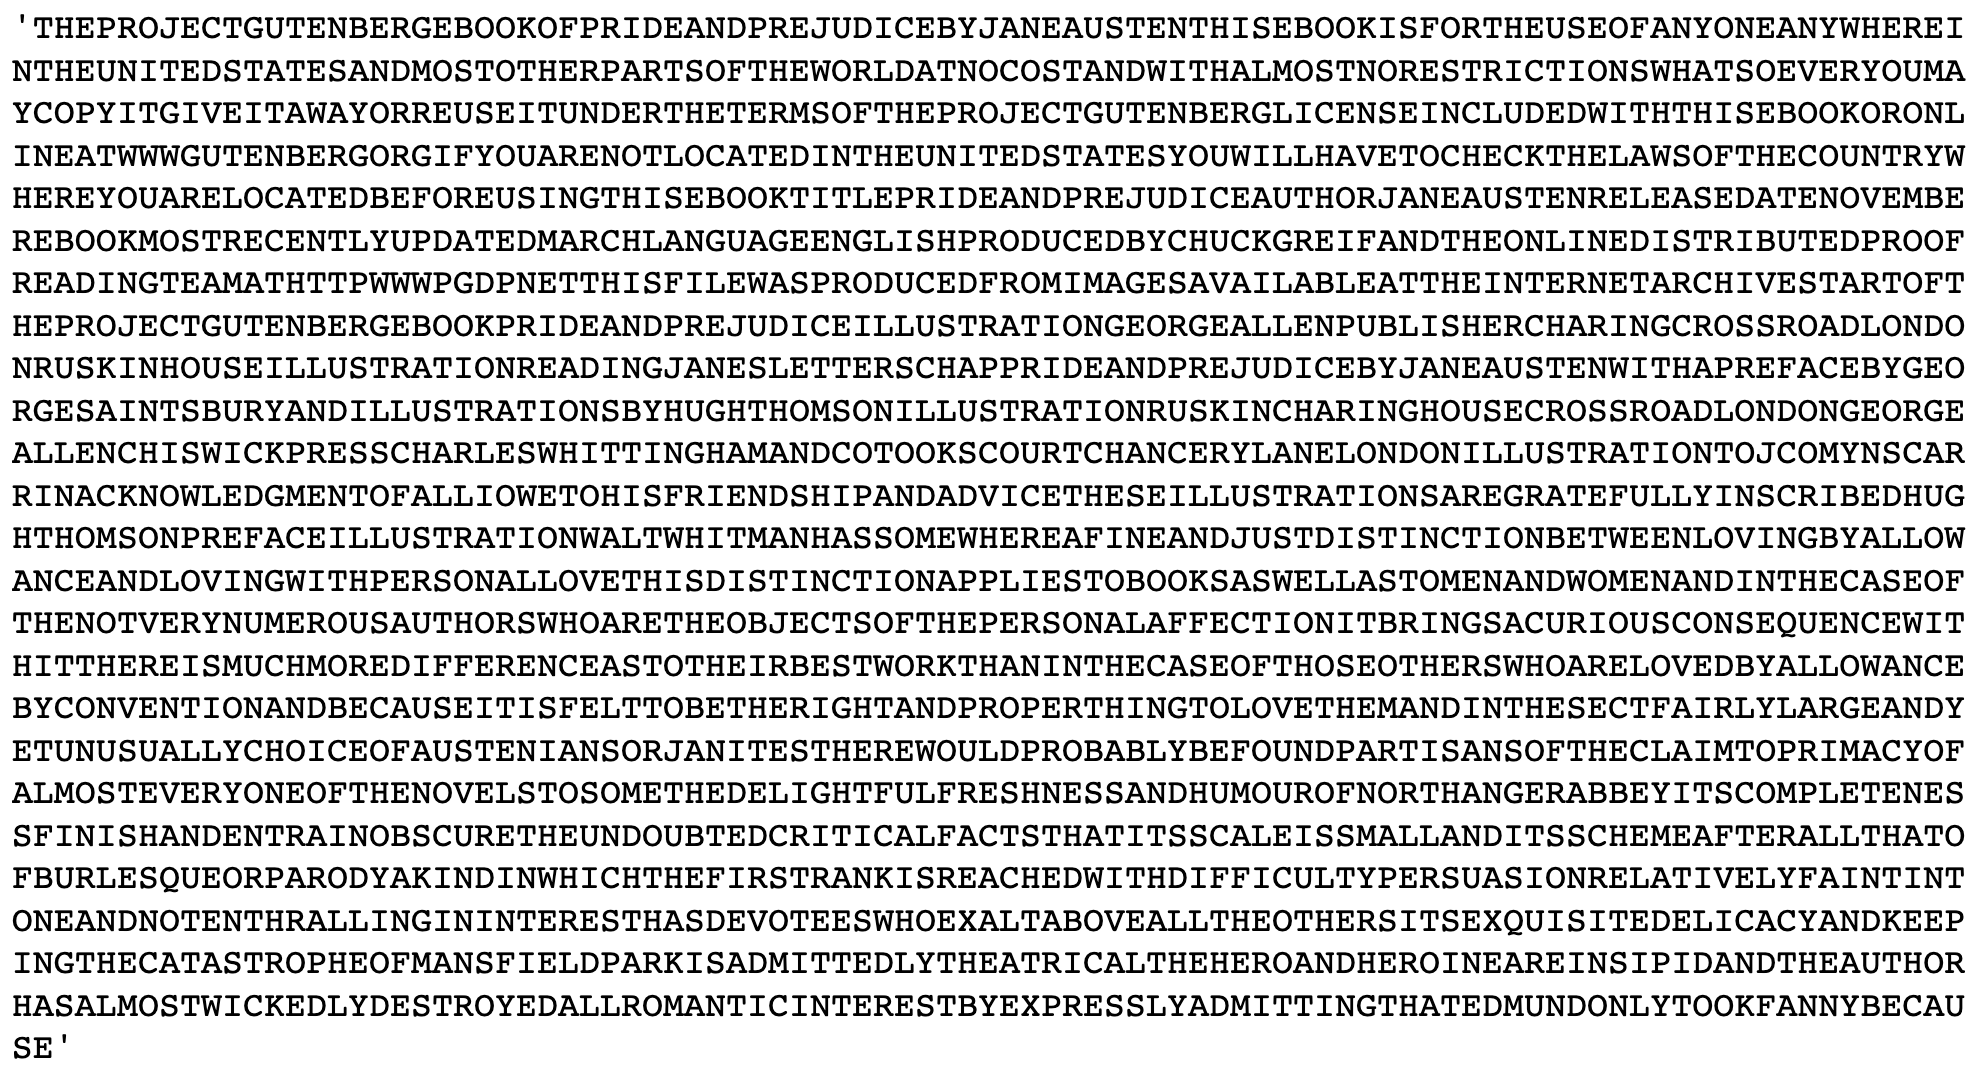 'THEPROJECTGUTENBERGEBOOKOFPRIDEANDPREJUDICEBYJANEAUSTENTHISEBOOKISFORTHEUSEOFANYONEANYWHEREI
NTHEUNITEDSTATESANDMOSTOTHERPARTSOFTHEWORLDATNOCOSTANDWITHALMOSTNORESTRICTIONSWHATSOEVERYOUMA
YCOPYITGIVEITAWAYORREUSEITUNDERTHETERMSOFTHEPROJECTGUTENBERGLICENSEINCLUDEDWITHTHISEBOOKORONL
INEATWWWGUTENBERGORGIFYOUARENOTLOCATEDINTHEUNITEDSTATESYOUWILLHAVETOCHECKTHELAWSOFTHECOUNTRYW
HEREYOUARELOCATEDBEFOREUSINGTHISEBOOKTITLEPRIDEANDPREJUDICEAUTHORJANEAUSTENRELEASEDATENOVEMBE
REBOOKMOSTRECENTLYUPDATEDMARCHLANGUAGEENGLISHPRODUCEDBYCHUCKGREIFANDTHEONLINEDISTRIBUTEDPROOF
READINGTEAMATHTTPWWWPGDPNETTHISFILEWASPRODUCEDFROMIMAGESAVAILABLEATTHEINTERNETARCHIVESTARTOFT
HEPROJECTGUTENBERGEBOOKPRIDEANDPREJUDICEILLUSTRATIONGEORGEALLENPUBLISHERCHARINGCROSSROADLONDO
NRUSKINHOUSEILLUSTRATIONREADINGJANESLETTERSCHAPPRIDEANDPREJUDICEBYJANEAUSTENWITHAPREFACEBYGEO
RGESAINTSBURYANDILLUSTRATIONSBYHUGHTHOMSONILLUSTRATIONRUSKINCHARINGHOUSECROSSROADLONDONGEORGE
ALLENCHISWICKPRESSCHARLESWHITTINGHAMANDCOTOOKSCOURTCHANCERYLANELONDONILLUSTRATIONTOJCOMYNSCAR
RINACKNOWLEDGMENTOFALLIOWETOHISFRIENDSHIPANDADVICETHESEILLUSTRATIONSAREGRATEFULLYINSCRIBEDHUG
HTHOMSONPREFACEILLUSTRATIONWALTWHITMANHASSOMEWHEREAFINEANDJUSTDISTINCTIONBETWEENLOVINGBYALLOW
ANCEANDLOVINGWITHPERSONALLOVETHISDISTINCTIONAPPLIESTOBOOKSASWELLASTOMENANDWOMENANDINTHECASEOF
THENOTVERYNUMEROUSAUTHORSWHOARETHEOBJECTSOFTHEPERSONALAFFECTIONITBRINGSACURIOUSCONSEQUENCEWIT
HITTHEREISMUCHMOREDIFFERENCEASTOTHEIRBESTWORKTHANINTHECASEOFTHOSEOTHERSWHOARELOVEDBYALLOWANCE
BYCONVENTIONANDBECAUSEITISFELTTOBETHERIGHTANDPROPERTHINGTOLOVETHEMANDINTHESECTFAIRLYLARGEANDY
ETUNUSUALLYCHOICEOFAUSTENIANSORJANITESTHEREWOULDPROBABLYBEFOUNDPARTISANSOFTHECLAIMTOPRIMACYOF
ALMOSTEVERYONEOFTHENOVELSTOSOMETHEDELIGHTFULFRESHNESSANDHUMOUROFNORTHANGERABBEYITSCOMPLETENES
SFINISHANDENTRAINOBSCURETHEUNDOUBTEDCRITICALFACTSTHATITSSCALEISSMALLANDITSSCHEMEAFTERALLTHATO
FBURLESQUEORPARODYAKINDINWHICHTHEFIRSTRANKISREACHEDWITHDIFFICULTYPERSUASIONRELATIVELYFAINTINT
ONEANDNOTENTHRALLINGININTERESTHASDEVOTEESWHOEXALTABOVEALLTHEOTHERSITSEXQUISITEDELICACYANDKEEP
INGTHECATASTROPHEOFMANSFIELDPARKISADMITTEDLYTHEATRICALTHEHEROANDHEROINEAREINSIPIDANDTHEAUTHOR
HASALMOSTWICKEDLYDESTROYEDALLROMANTICINTERESTBYEXPRESSLYADMITTINGTHATEDMUNDONLYTOOKFANNYBECAU
SE'